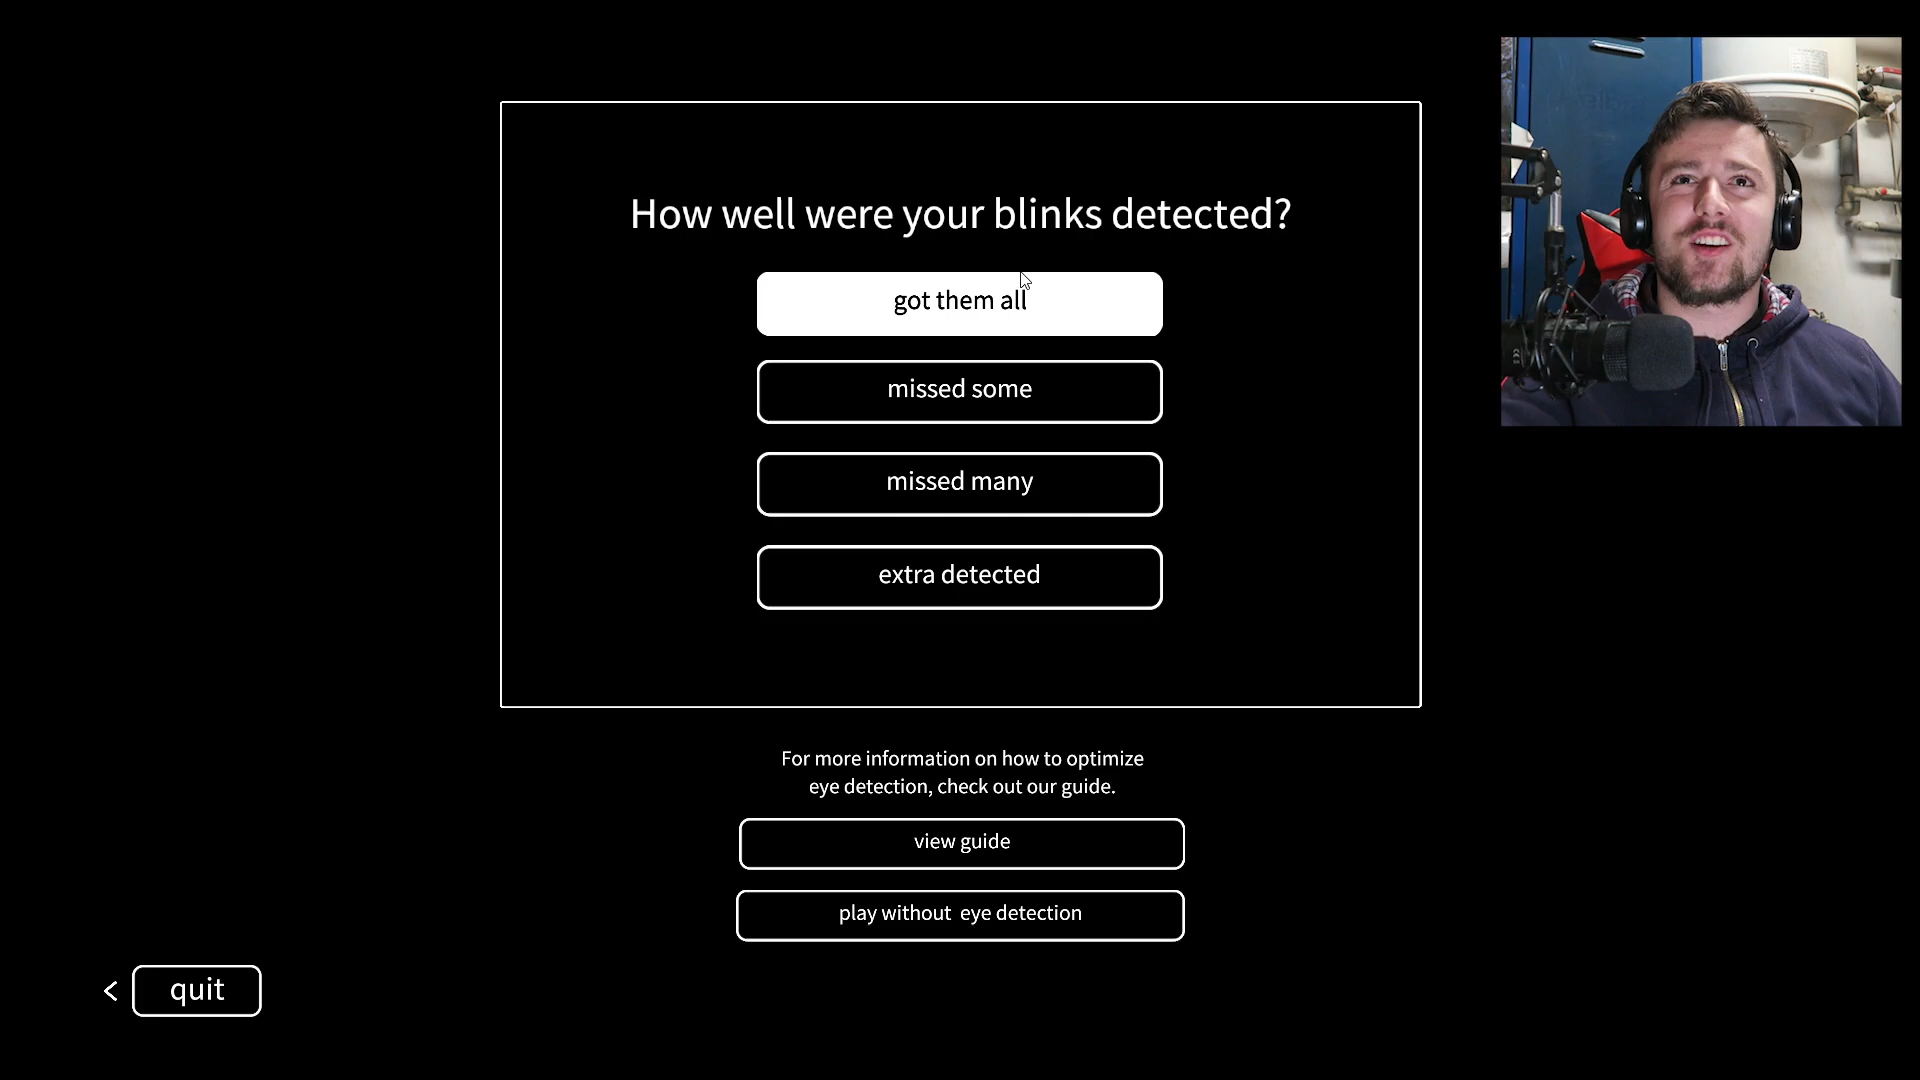 How well were your blinks detected?
got them all
missed some
missed many
extra detected
For more information on how to optimize
eye detection, check out our guide.
view guide
play without eye detection
< quit